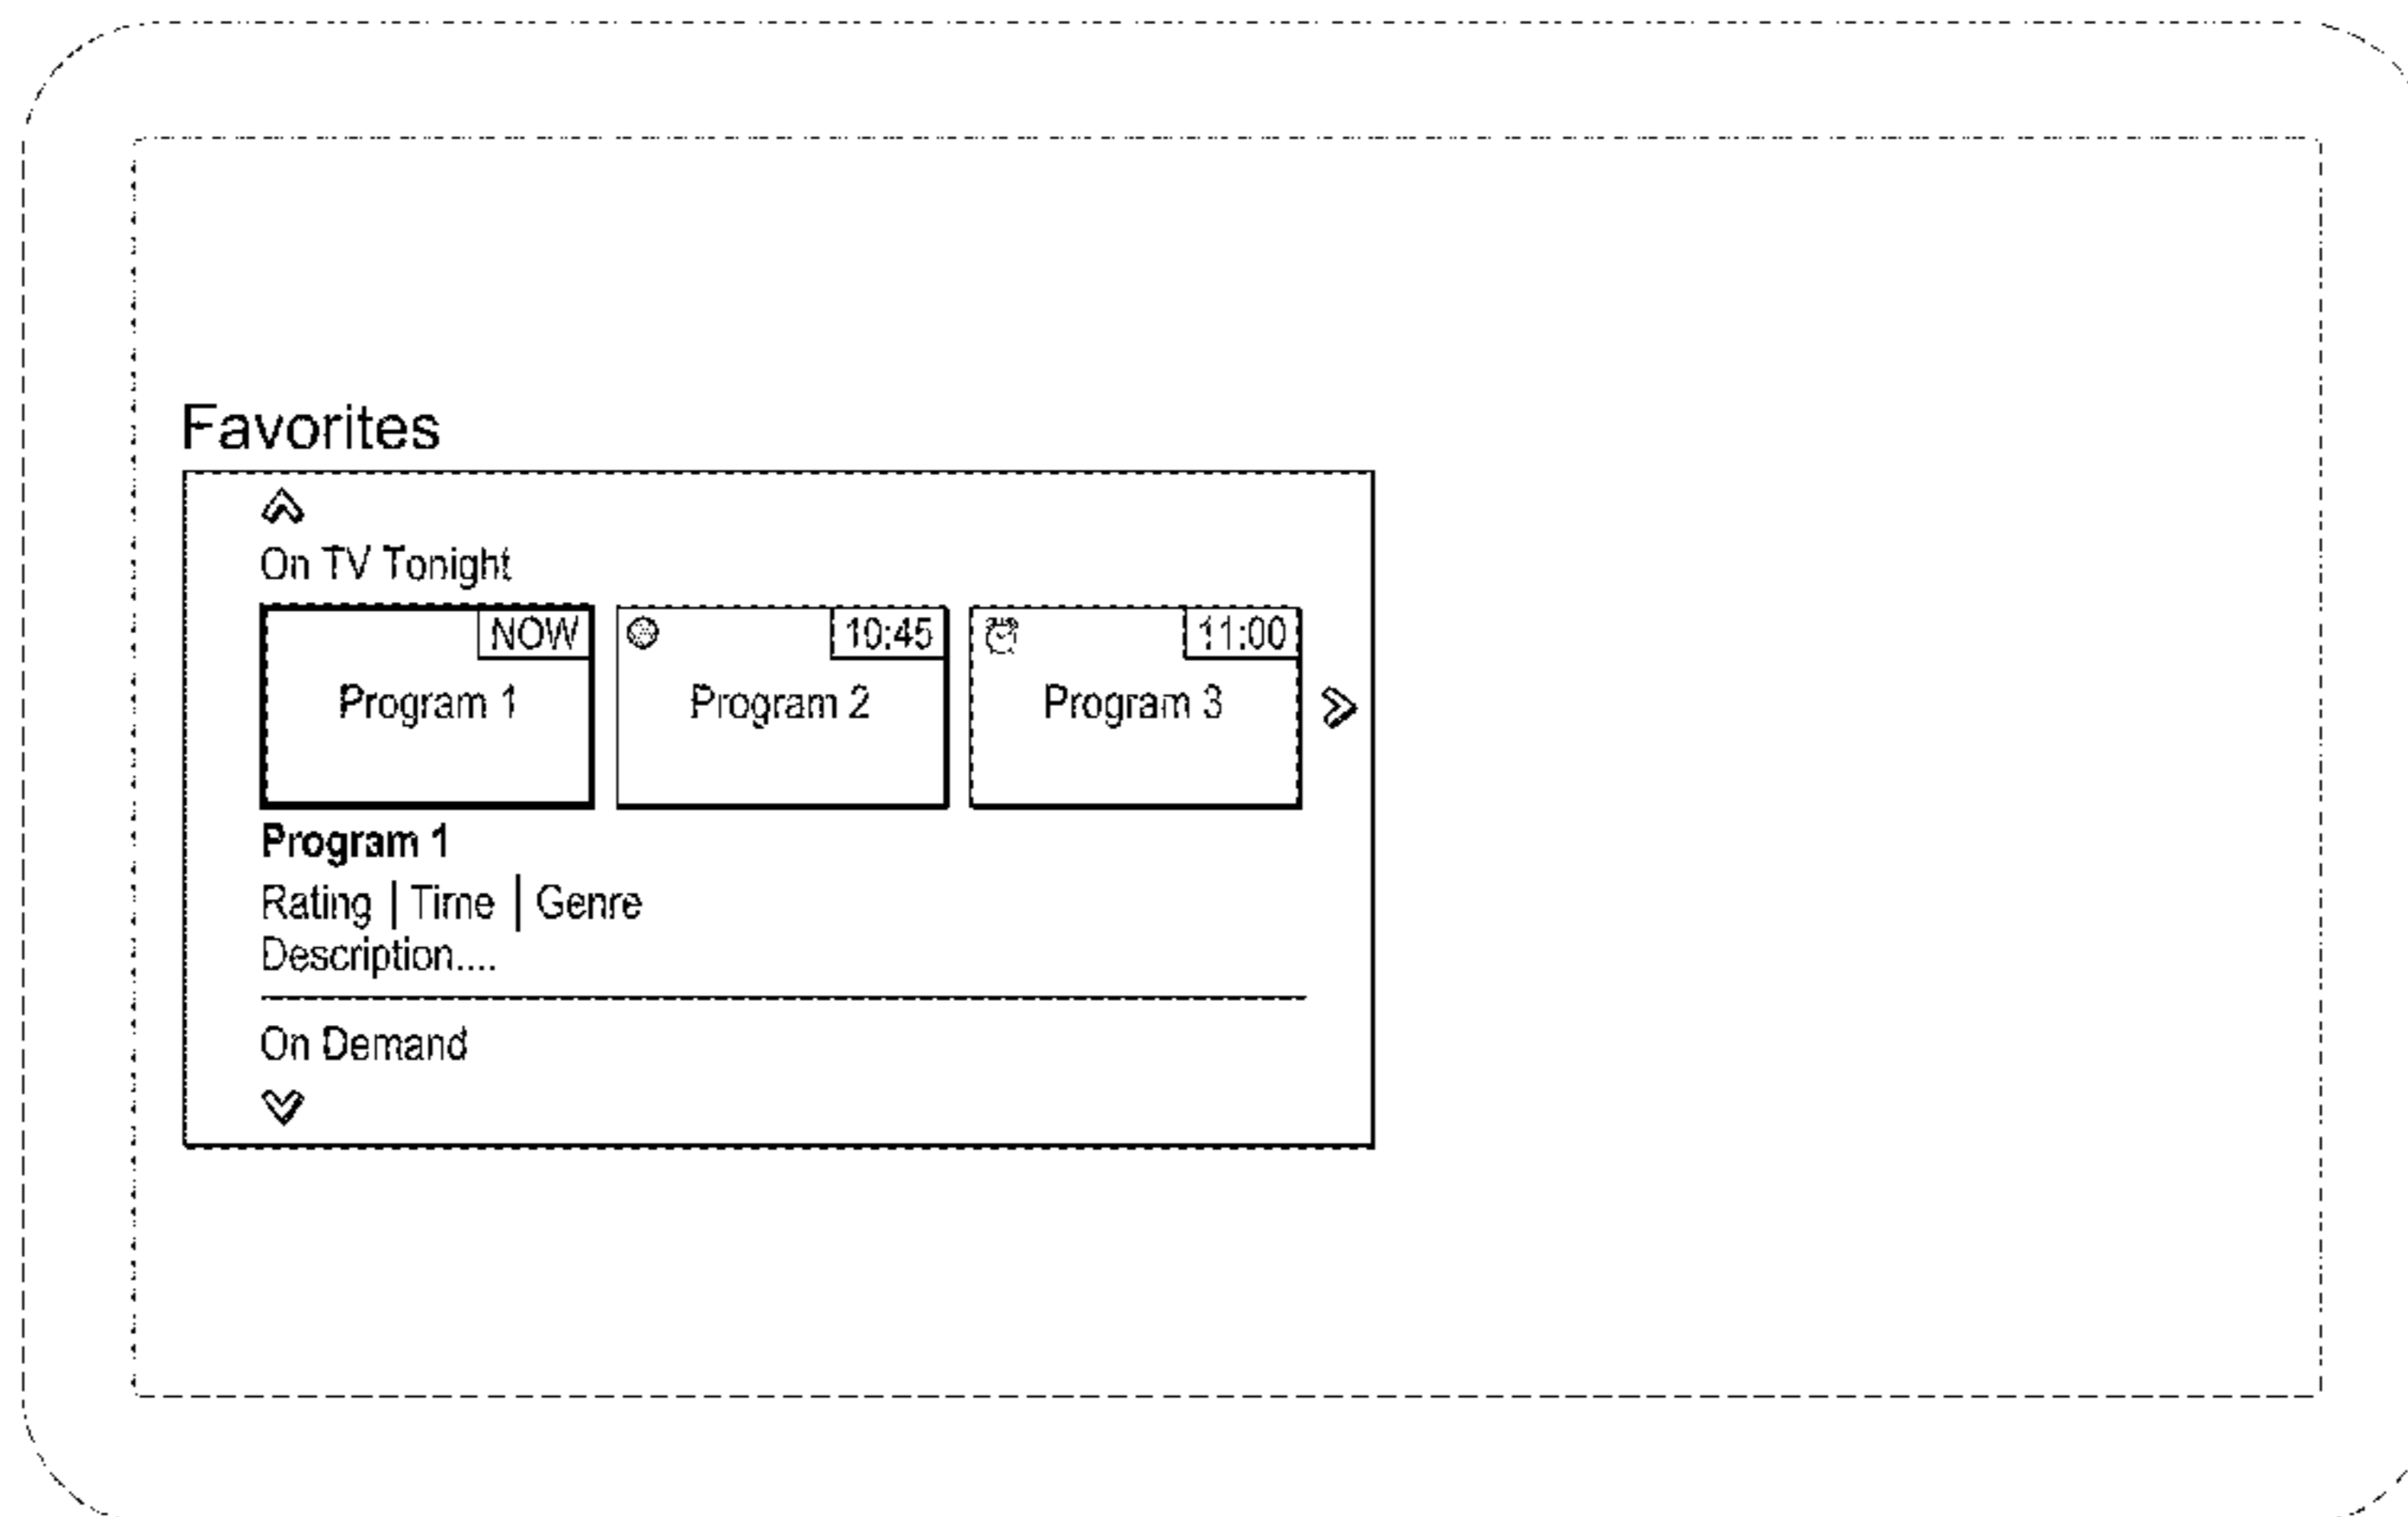 Favorites
On TV Tonight
NOW
10:45
11:00
Program 1
Program 2
Program 3
Program 1
Rating | Time | Genre
Description....
On Demand